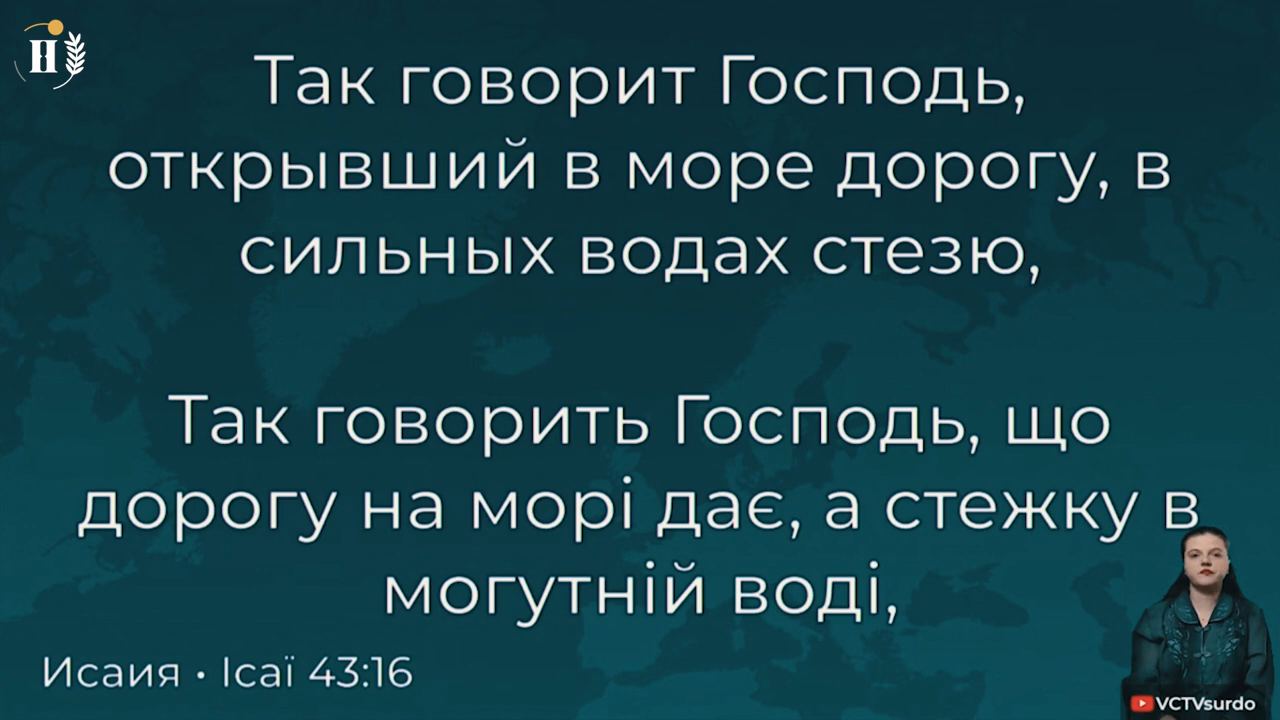 П
Так говорит Господь,
открывший в море дорогу, в
сильных водах стезю,
Так говорить Господь, що
дорогу на морі дає, а стежку в
могутній воді,
Исаия • Ісаї 43:16
VCTVsurdo